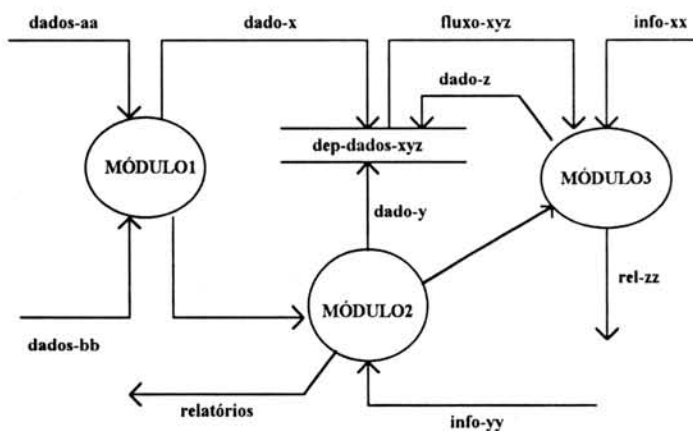 dados-aa
dado-x
fluxo-xyz
info-xx
dado-z
dep-dados-xyz
MÓDULO1
MÓDULO3
dado-y
rel-zz
MÓDULO2
dados-bb
relatórios
info-yy